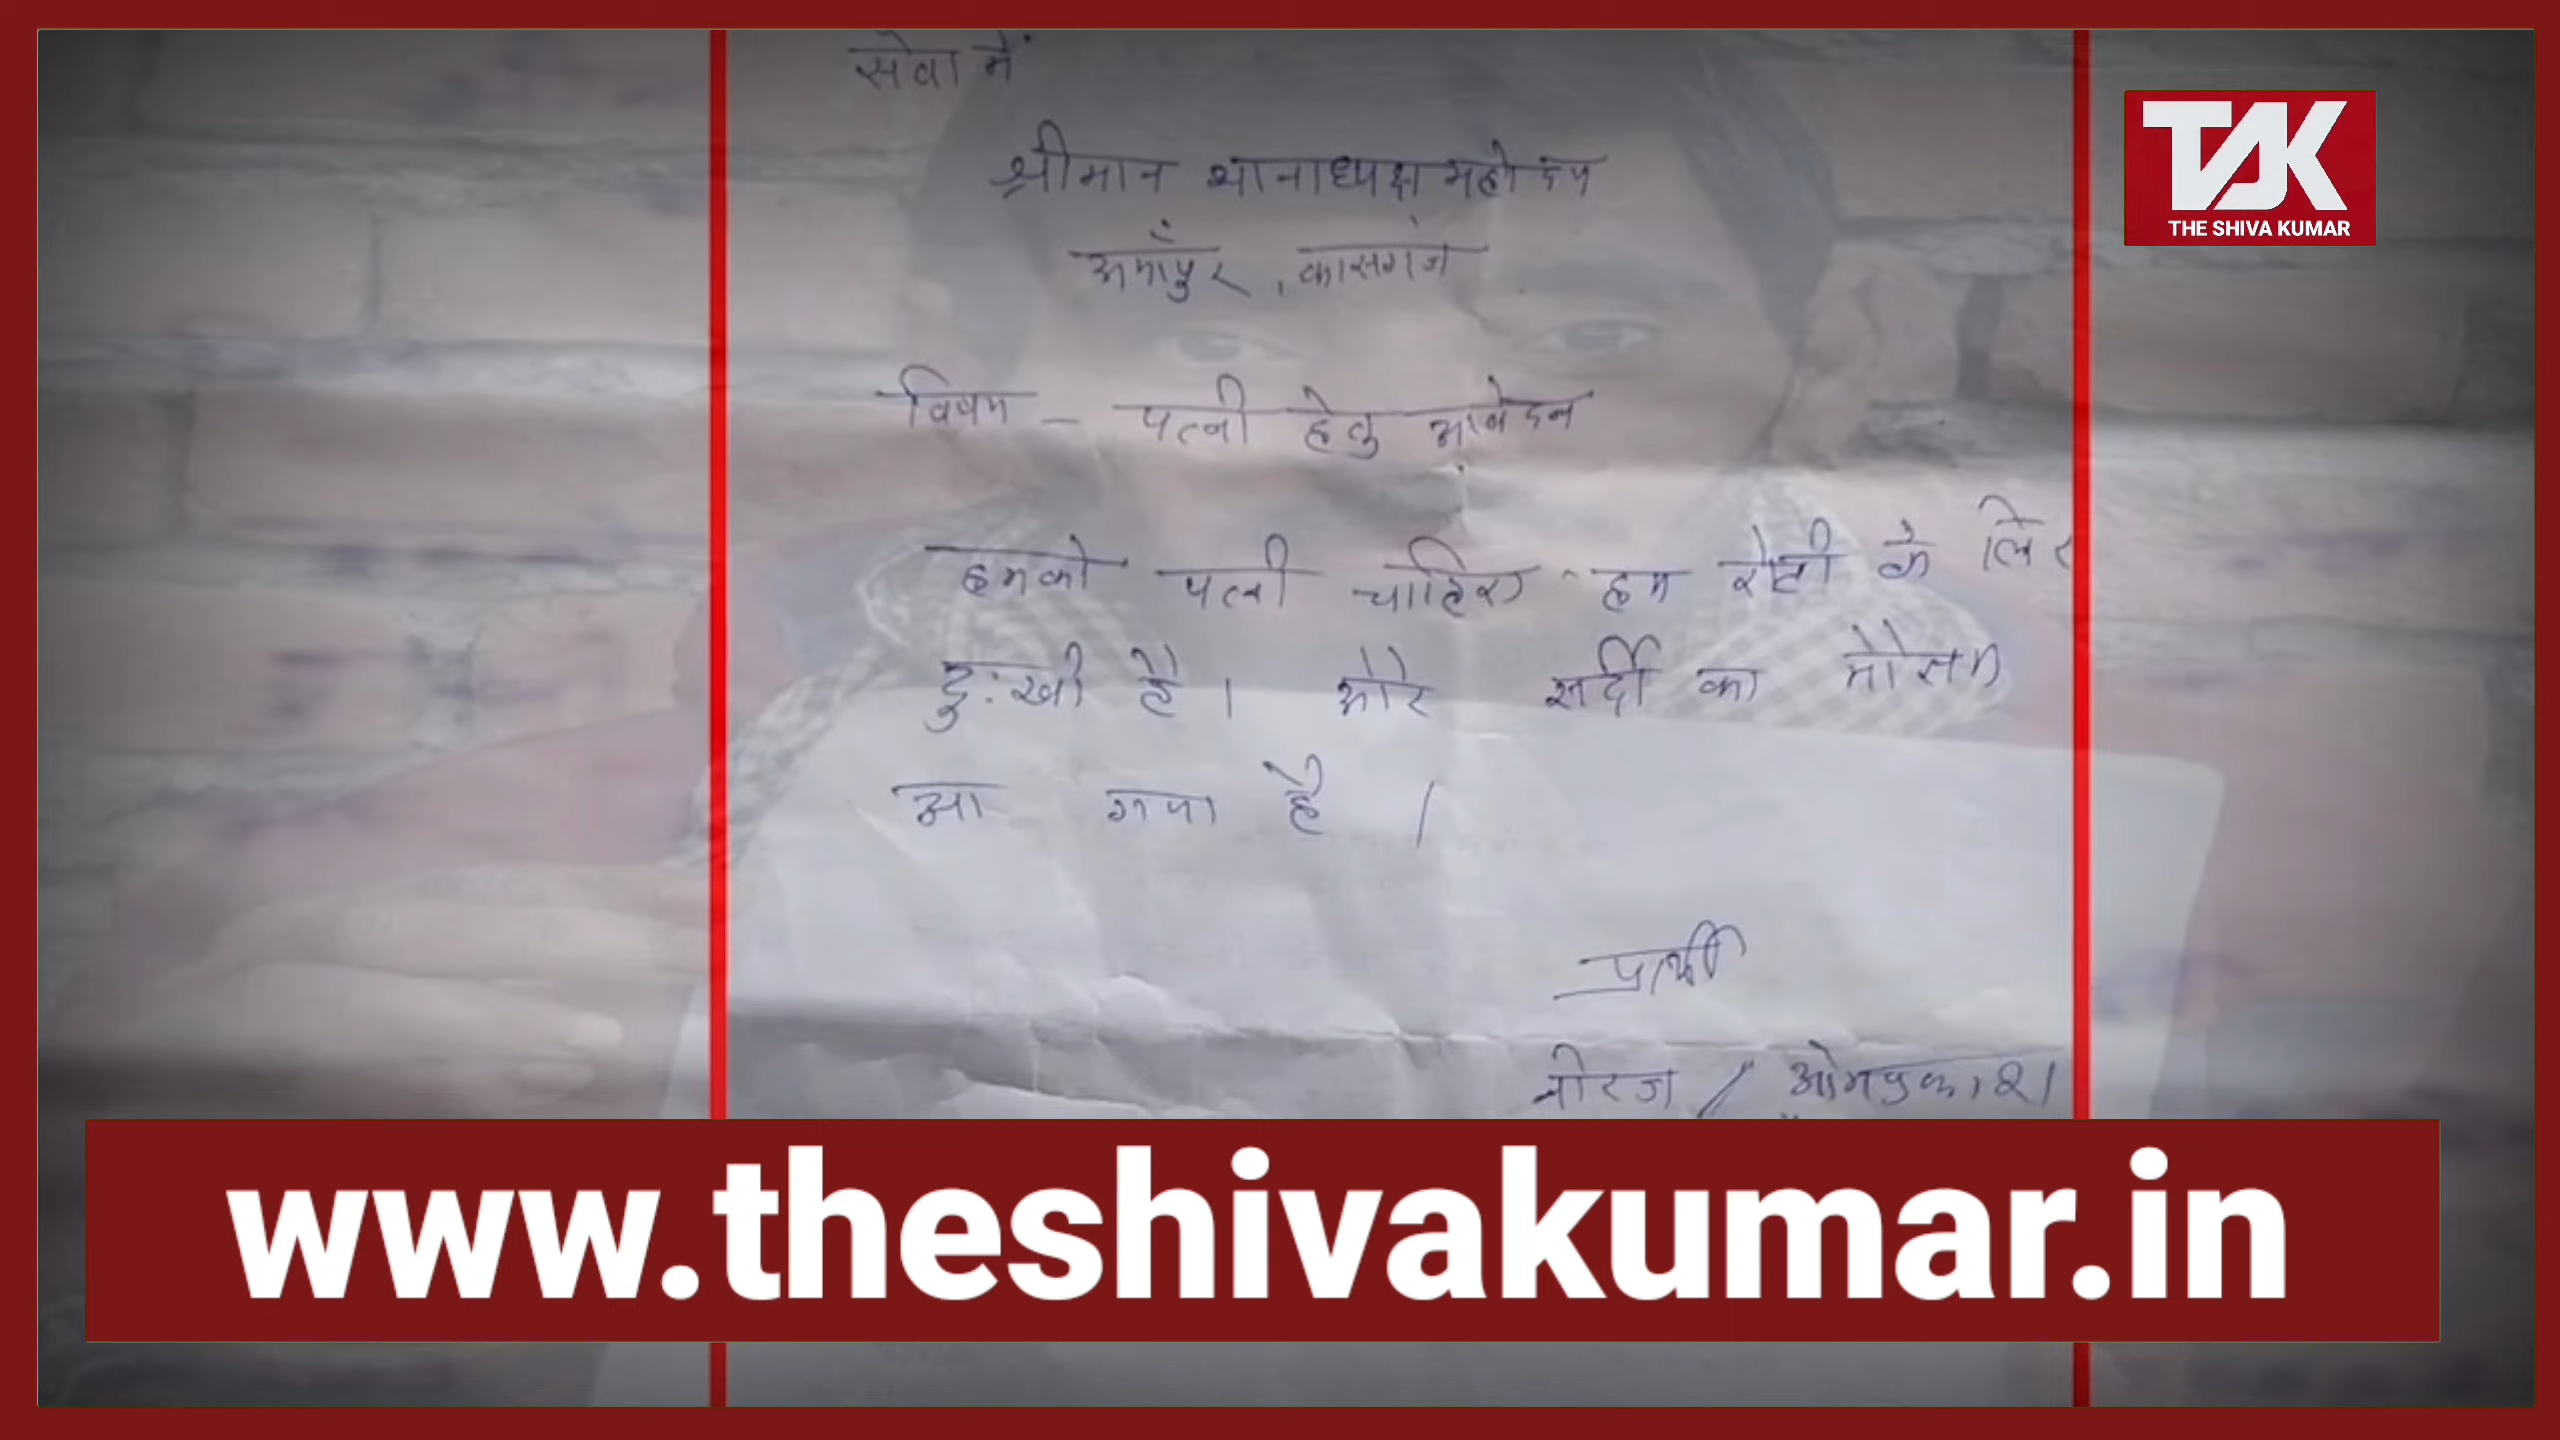 सेवा में
श्रीमान थानाध्यक्ष महोदय
अमाँपुर, कासगंज
विषय - पत्नी हेतु आवेदन
हमको पत्नी चाहिए हम रोटी के लिए
दुःखी है। और सर्दी का मौसम
आ गया है।
प्रार्थी
नीरज / ओमप्रकाश
TSK
THE SHIVA KUMAR
www.theshivakumar.in